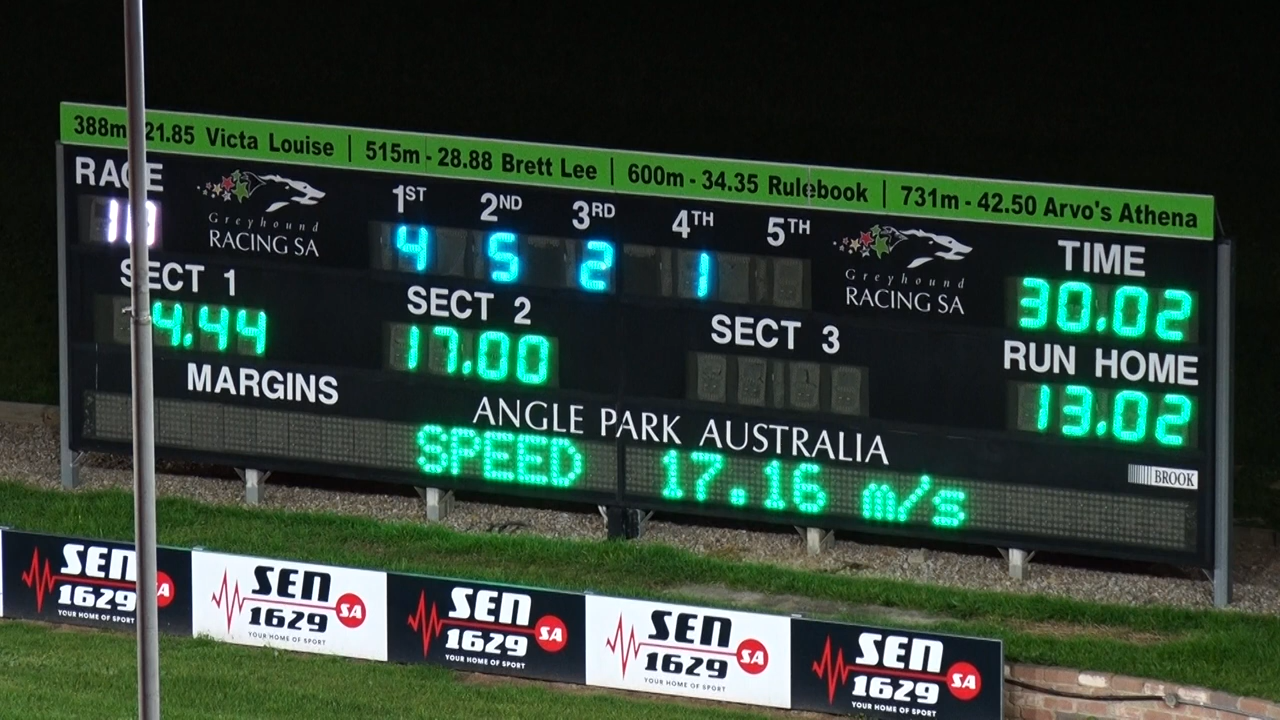 388m 21.85 Victa Louise | 515m - 28.88 Brett Lee | 600m - 34.35 Rulebook | 731m - 42.50 Arvo's Athena
RACE
Greyhound
RACING SA
1ST 2ND 3RD 4TH 5TH
4 5 2 1
Greyhound
RACING SA
TIME
30.02
SECT 1
4.44
SECT 2
17.00
SECT 3
RUN HOME
13.02
MARGINS
ANGLE PARK AUSTRALIA
SPEED 17.16 m/s
BROOK
SEN
1629
SA
YOUR HOME OF SPORT
SEN
1629
SA
YOUR HOME OF SPORT
SEN
1629
SA
YOUR HOME OF SPORT
SEN
1629
SA
YOUR HOME OF SPORT
SEN
1629
SA
YOUR HOME OF SPORT